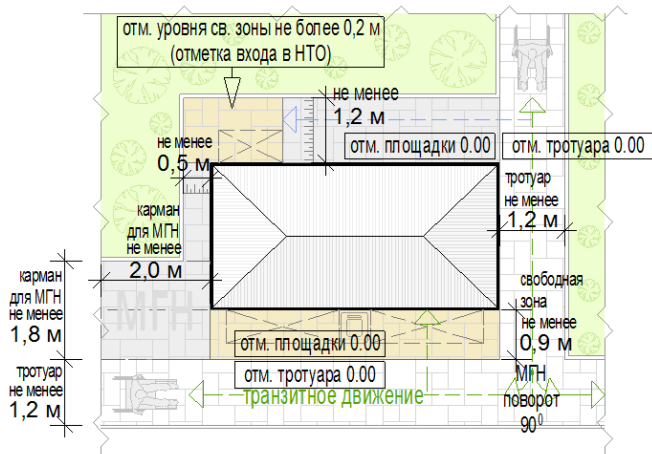 отм. уровня св. зоны не более 0,2 м
(отметка входа в НТО)
не менее
1,2 м
не менее
0,5 м
отм. площадки 0.00
отм. тротуара 0.00
тротуар
не менее
1,2 м
карман
для МГН
не менее
2,0 м
карман
для МГН
не менее
1,8 м
МГН
свободная
зона
не менее
0,9 м
отм. площадки 0.00
тротуар
не менее
1,2 м
отм. тротуара 0.00
транзитное движение
МГН
поворот
90⁰